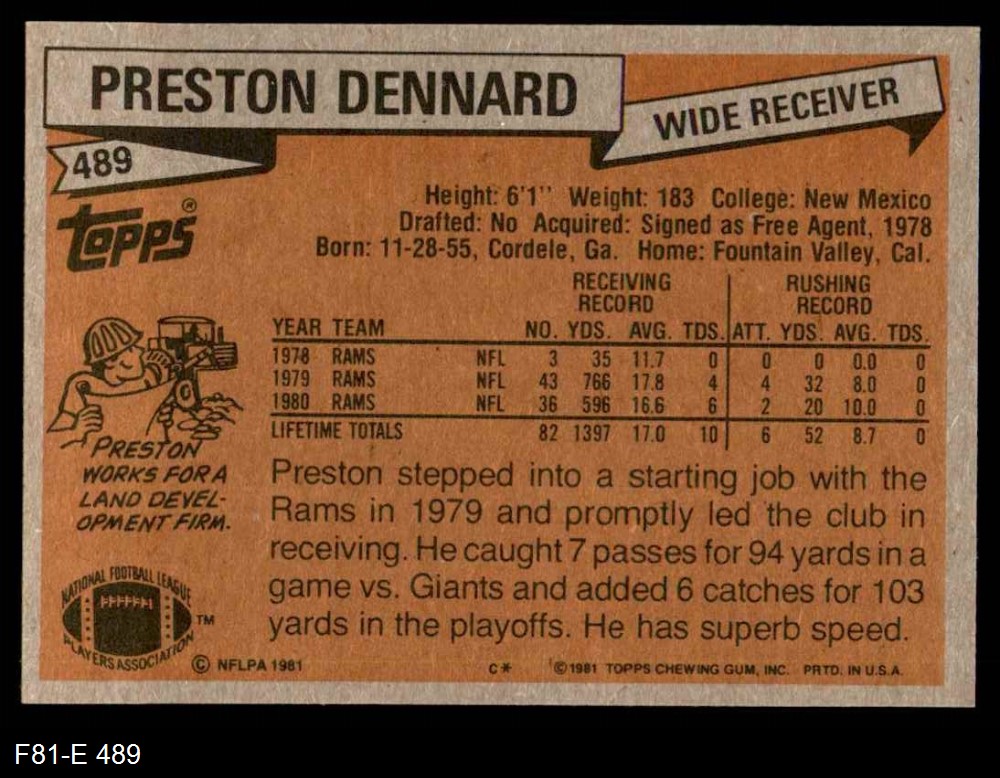 PRESTON DENNARD
WIDE RECEIVER
489
TOPPS®
Height: 6'1'' Weight: 183 College: New Mexico
Drafted: No Acquired: Signed as Free Agent, 1978
Born: 11-28-55, Cordele, Ga. Home: Fountain Valley, Cal.
RECEIVING RECORD
RUSHING RECORD
YEAR TEAM NO. YDS. AVG. TDS. ATT. YDS. AVG. TDS.
1978 RAMS NFL 3 35 11.7 0 0 0 0.0 0
1979 RAMS NFL 43 766 17.8 4 4 32 8.0 0
1980 RAMS NFL 36 596 16.6 6 2 20 10.0 0
LIFETIME TOTALS 82 1397 17.0 10 6 52 8.7 0
PRESTON
WORKS FOR A
LAND DEVEL-
OPMENT FIRM.
Preston stepped into a starting job with the
Rams in 1979 and promptly led the club in
receiving. He caught 7 passes for 94 yards in a
game vs. Giants and added 6 catches for 103
yards in the playoffs. He has superb speed.
NATIONAL FOOTBALL LEAGUE
PLAYERS ASSOCIATION
TM
© NFLPA 1981
C*
©1981 TOPPS CHEWING GUM, INC. PRTD. IN U.S.A.
F81-E 489